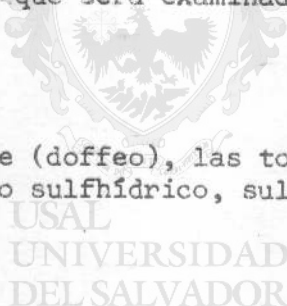 que será examinad
e (doffeo), las to
o sulfhídrico, sul
USAL
UNIVERSIDAD
DEL SALVADOR